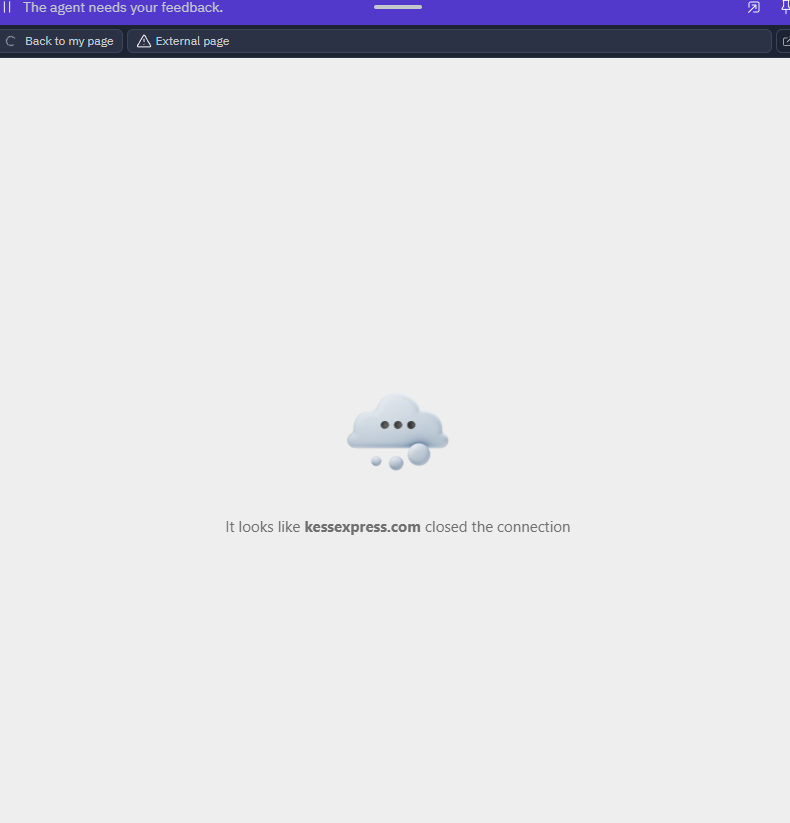 The agent needs your feedback.
Back to my page
External page
It looks like kessexpress.com closed the connection